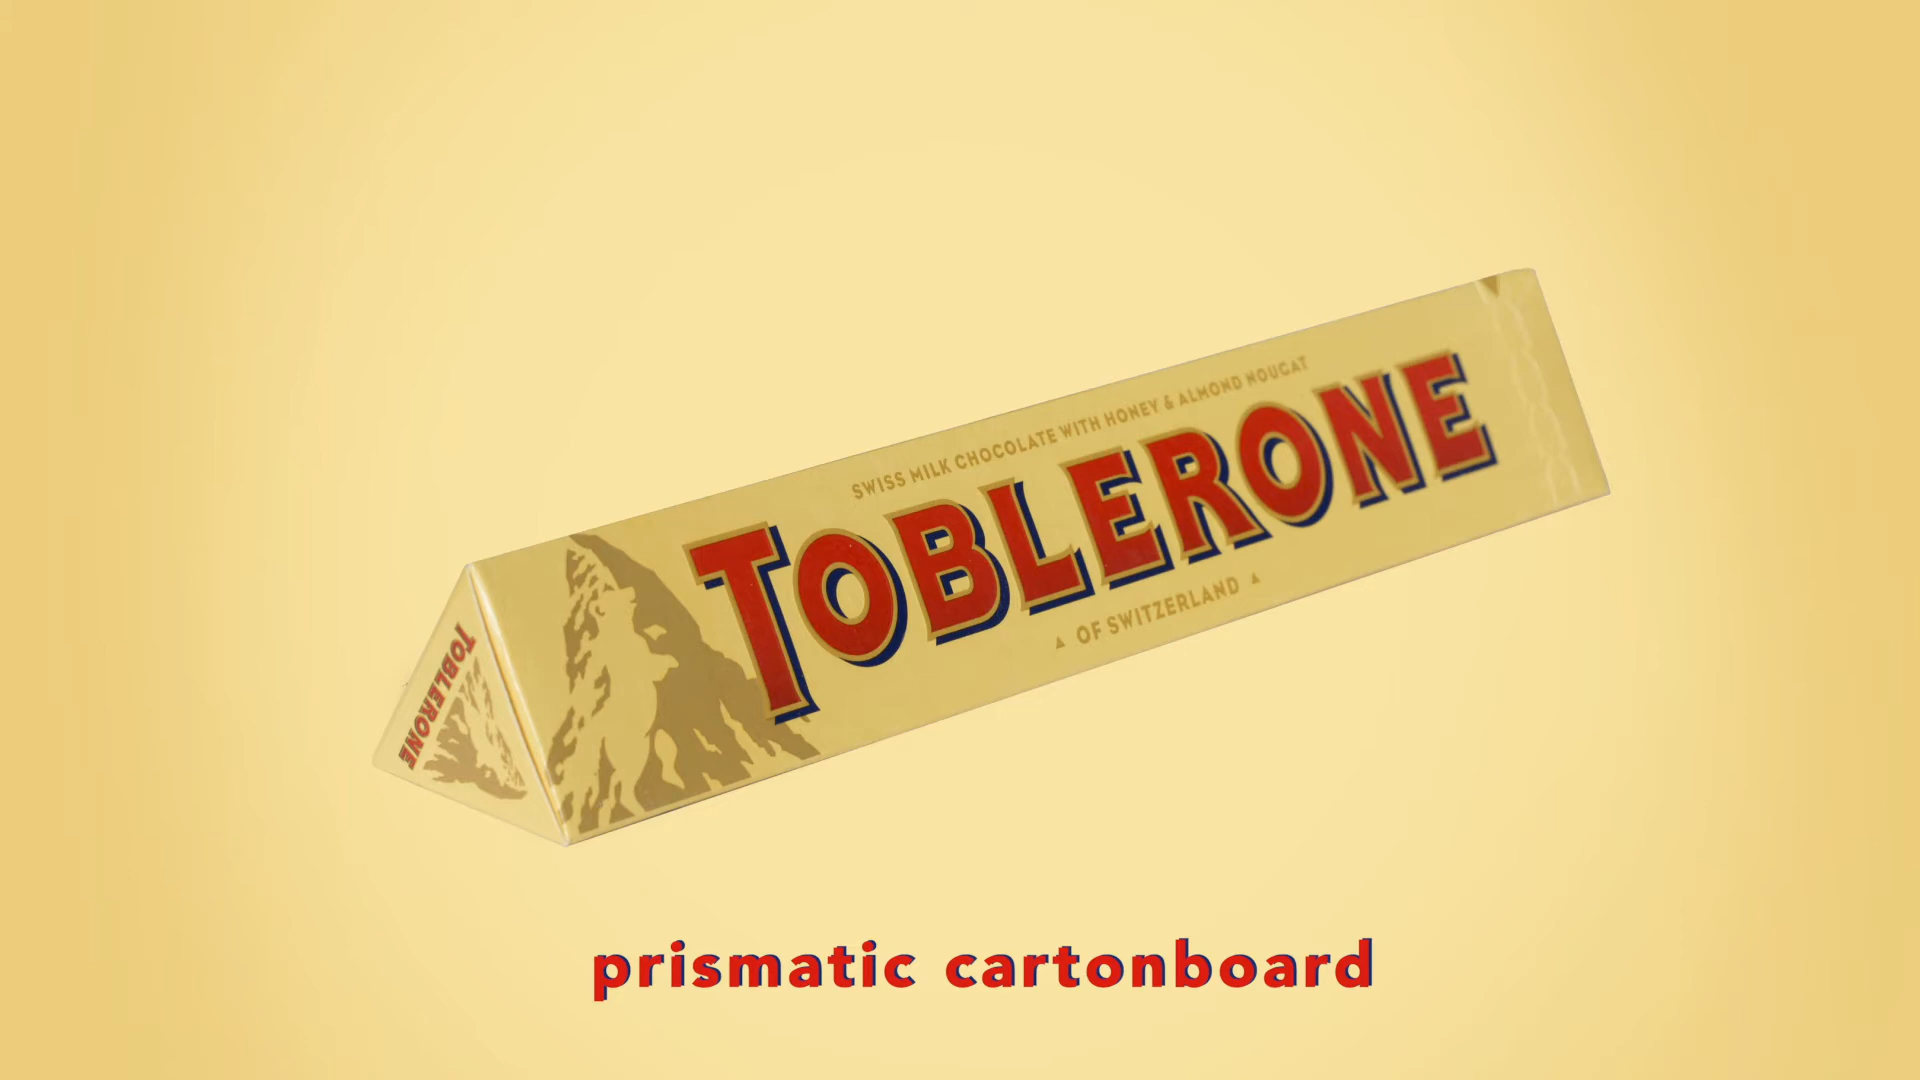 SWISS MILK CHOCOLATE WITH HONEY & ALMOND NOUGAT
TOBLERONE
OF SWITZERLAND
TOBLERONE
prismatic cartonboard